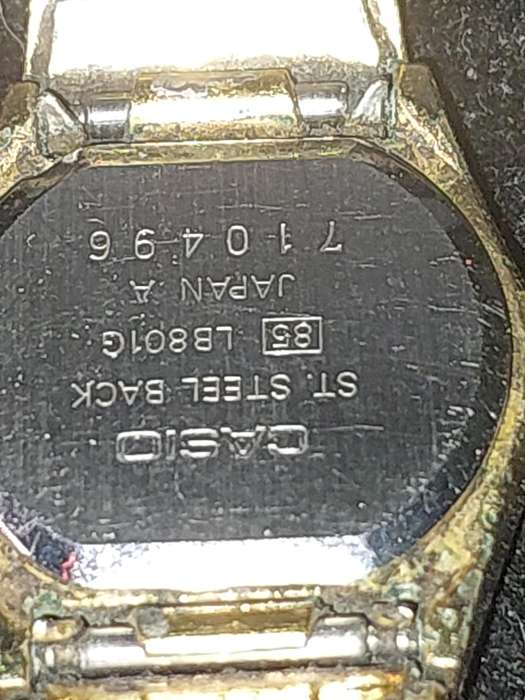 CASIO
ST. STEEL BACK
85 LB801G
JAPAN A
710496